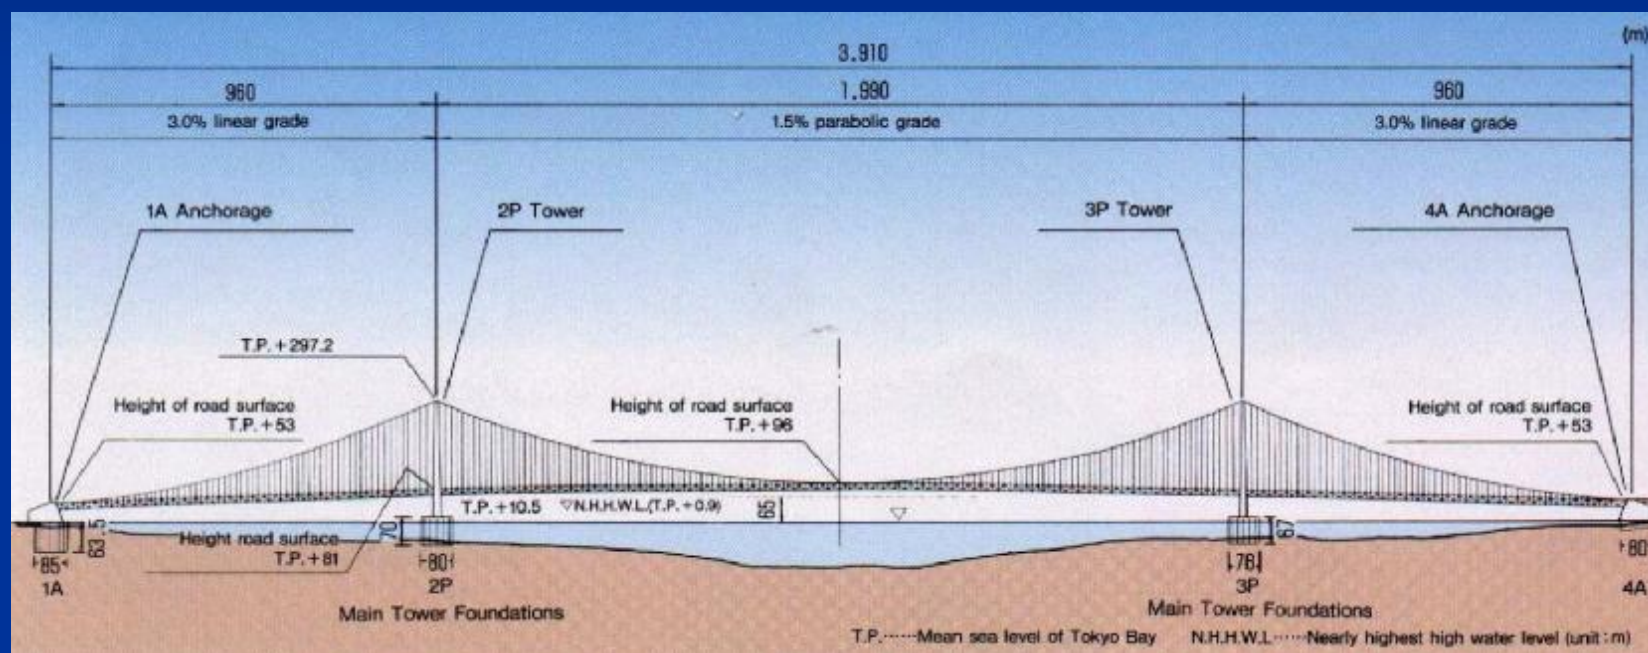 (m)
3.910
960
1.990
960
3.0% linear grade
1.5% parabolic grade
3.0% linear grade
1A Anchorage
2P Tower
3P Tower
4A Anchorage
T.P. +297.2
Height of road surface
T.P. +53
Height of road surface
T.P. +96
Height of road surface
T.P. +53
T.P. +10.5
▽N.H.H.W.L.(T.P. +0.9)
65
▽
63.5
70
67
Height road surface
T.P. +81
85
80
78
80
1A
2P
3P
4A
Main Tower Foundations
Main Tower Foundations
T.P.……Mean sea level of Tokyo Bay
N.H.H.W.L……Nearly highest high water level (unit : m)